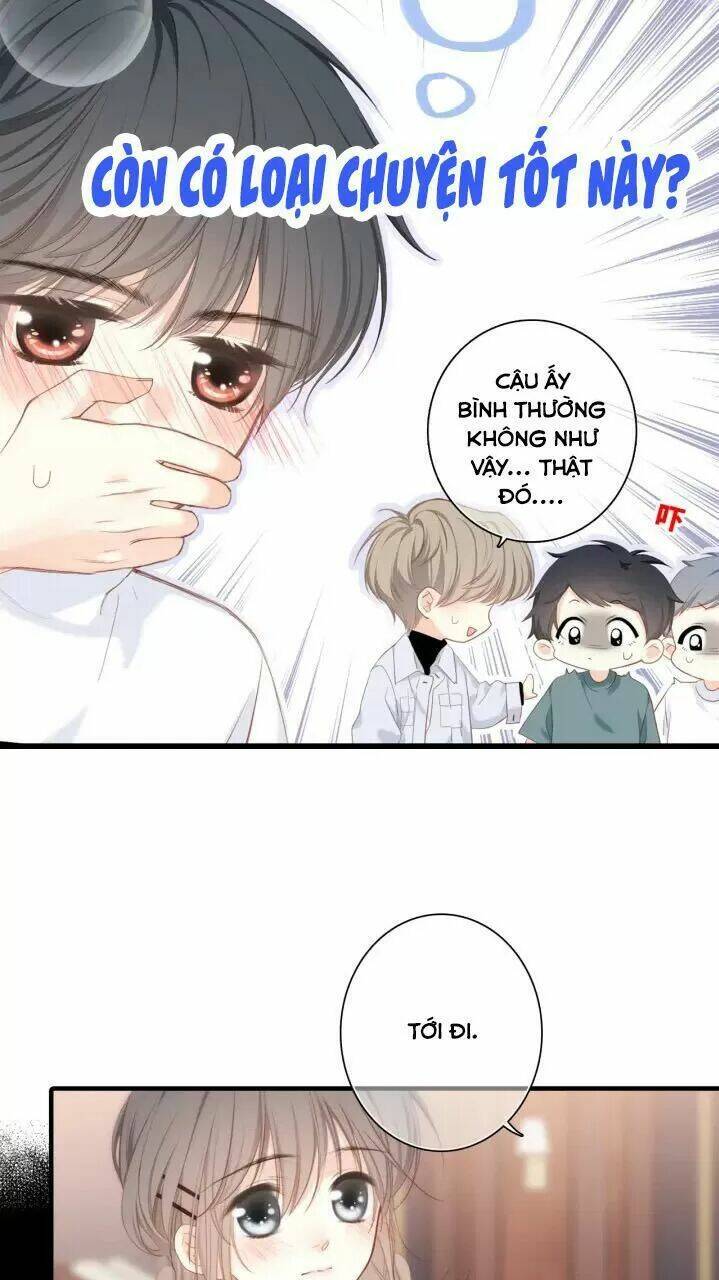 CÒN CÓ LOẠI CHUYỆN TỐT NÀY?
CẬU ẤY
BÌNH THƯỜNG
KHÔNG NHƯ
VẬY... THẬT
ĐÓ....
吓
TỚI ĐI.